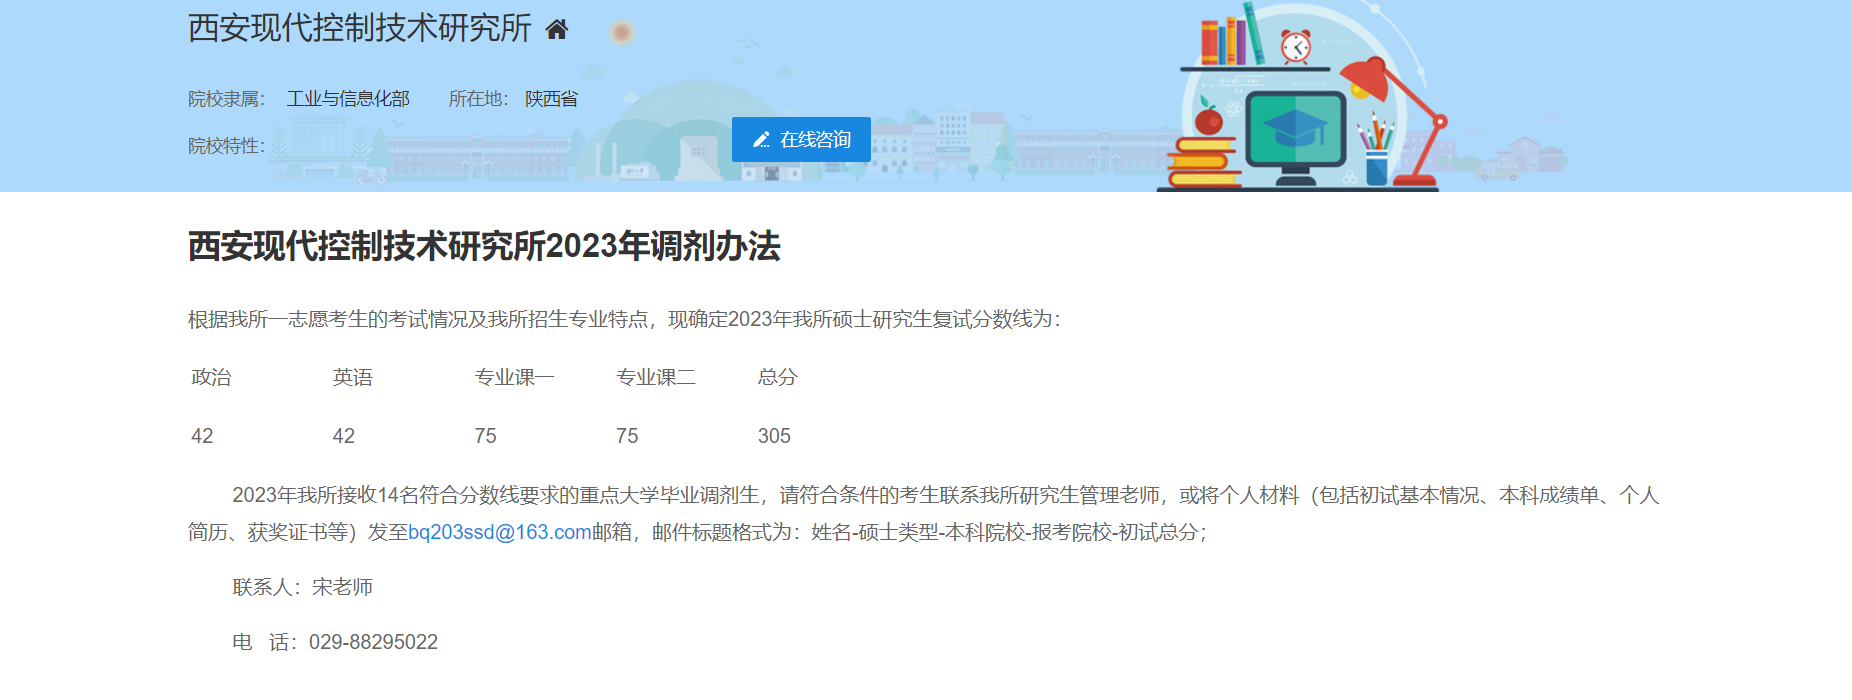 西安现代控制技术研究所
院校隶属： 工业与信息化部 所在地： 陕西省
院校特性：
在线咨询
西安现代控制技术研究所2023年调剂办法
根据我所一志愿考生的考试情况及我所招生专业特点，现确定2023年我所硕士研究生复试分数线为：
政治 英语 专业课一 专业课二 总分
42 42 75 75 305
2023年我所接收14名符合分数线要求的重点大学毕业调剂生，请符合条件的考生联系我所研究生管理老师，或将个人材料（包括初试基本情况、本科成绩单、个人
简历、获奖证书等）发至bq203ssd@163.com邮箱，邮件标题格式为：姓名-硕士类型-本科院校-报考院校-初试总分；
联系人：宋老师
电 话：029-88295022